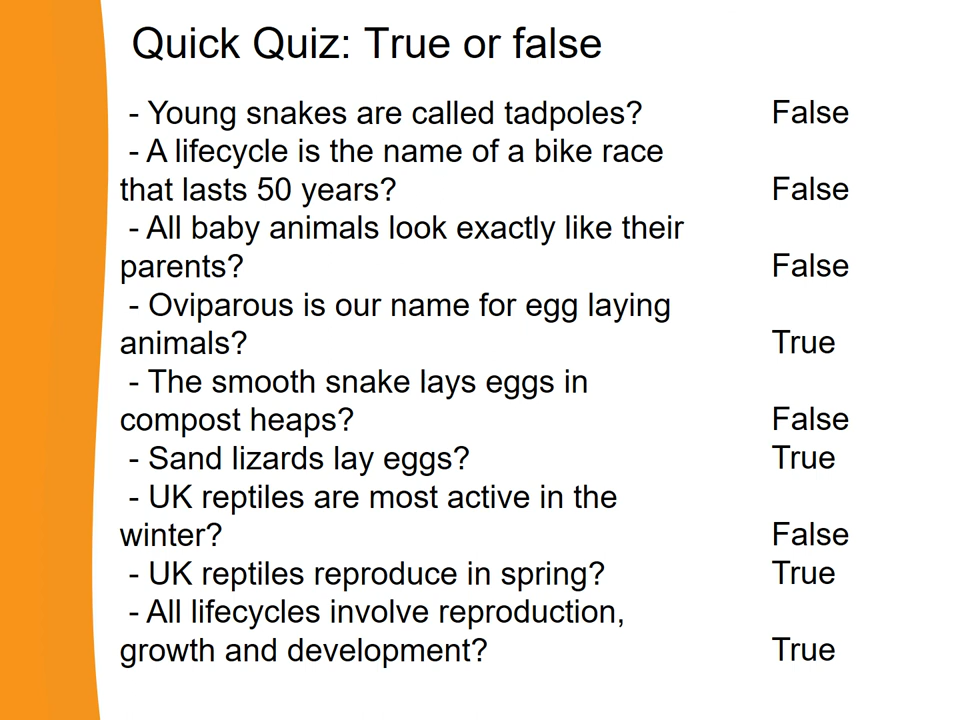 Quick Quiz: True or false
- Young snakes are called tadpoles? False
- A lifecycle is the name of a bike race
that lasts 50 years? False
- All baby animals look exactly like their
parents? False
- Oviparous is our name for egg laying
animals? True
- The smooth snake lays eggs in
compost heaps? False
- Sand lizards lay eggs? True
- UK reptiles are most active in the
winter? False
- UK reptiles reproduce in spring? True
- All lifecycles involve reproduction,
growth and development? True